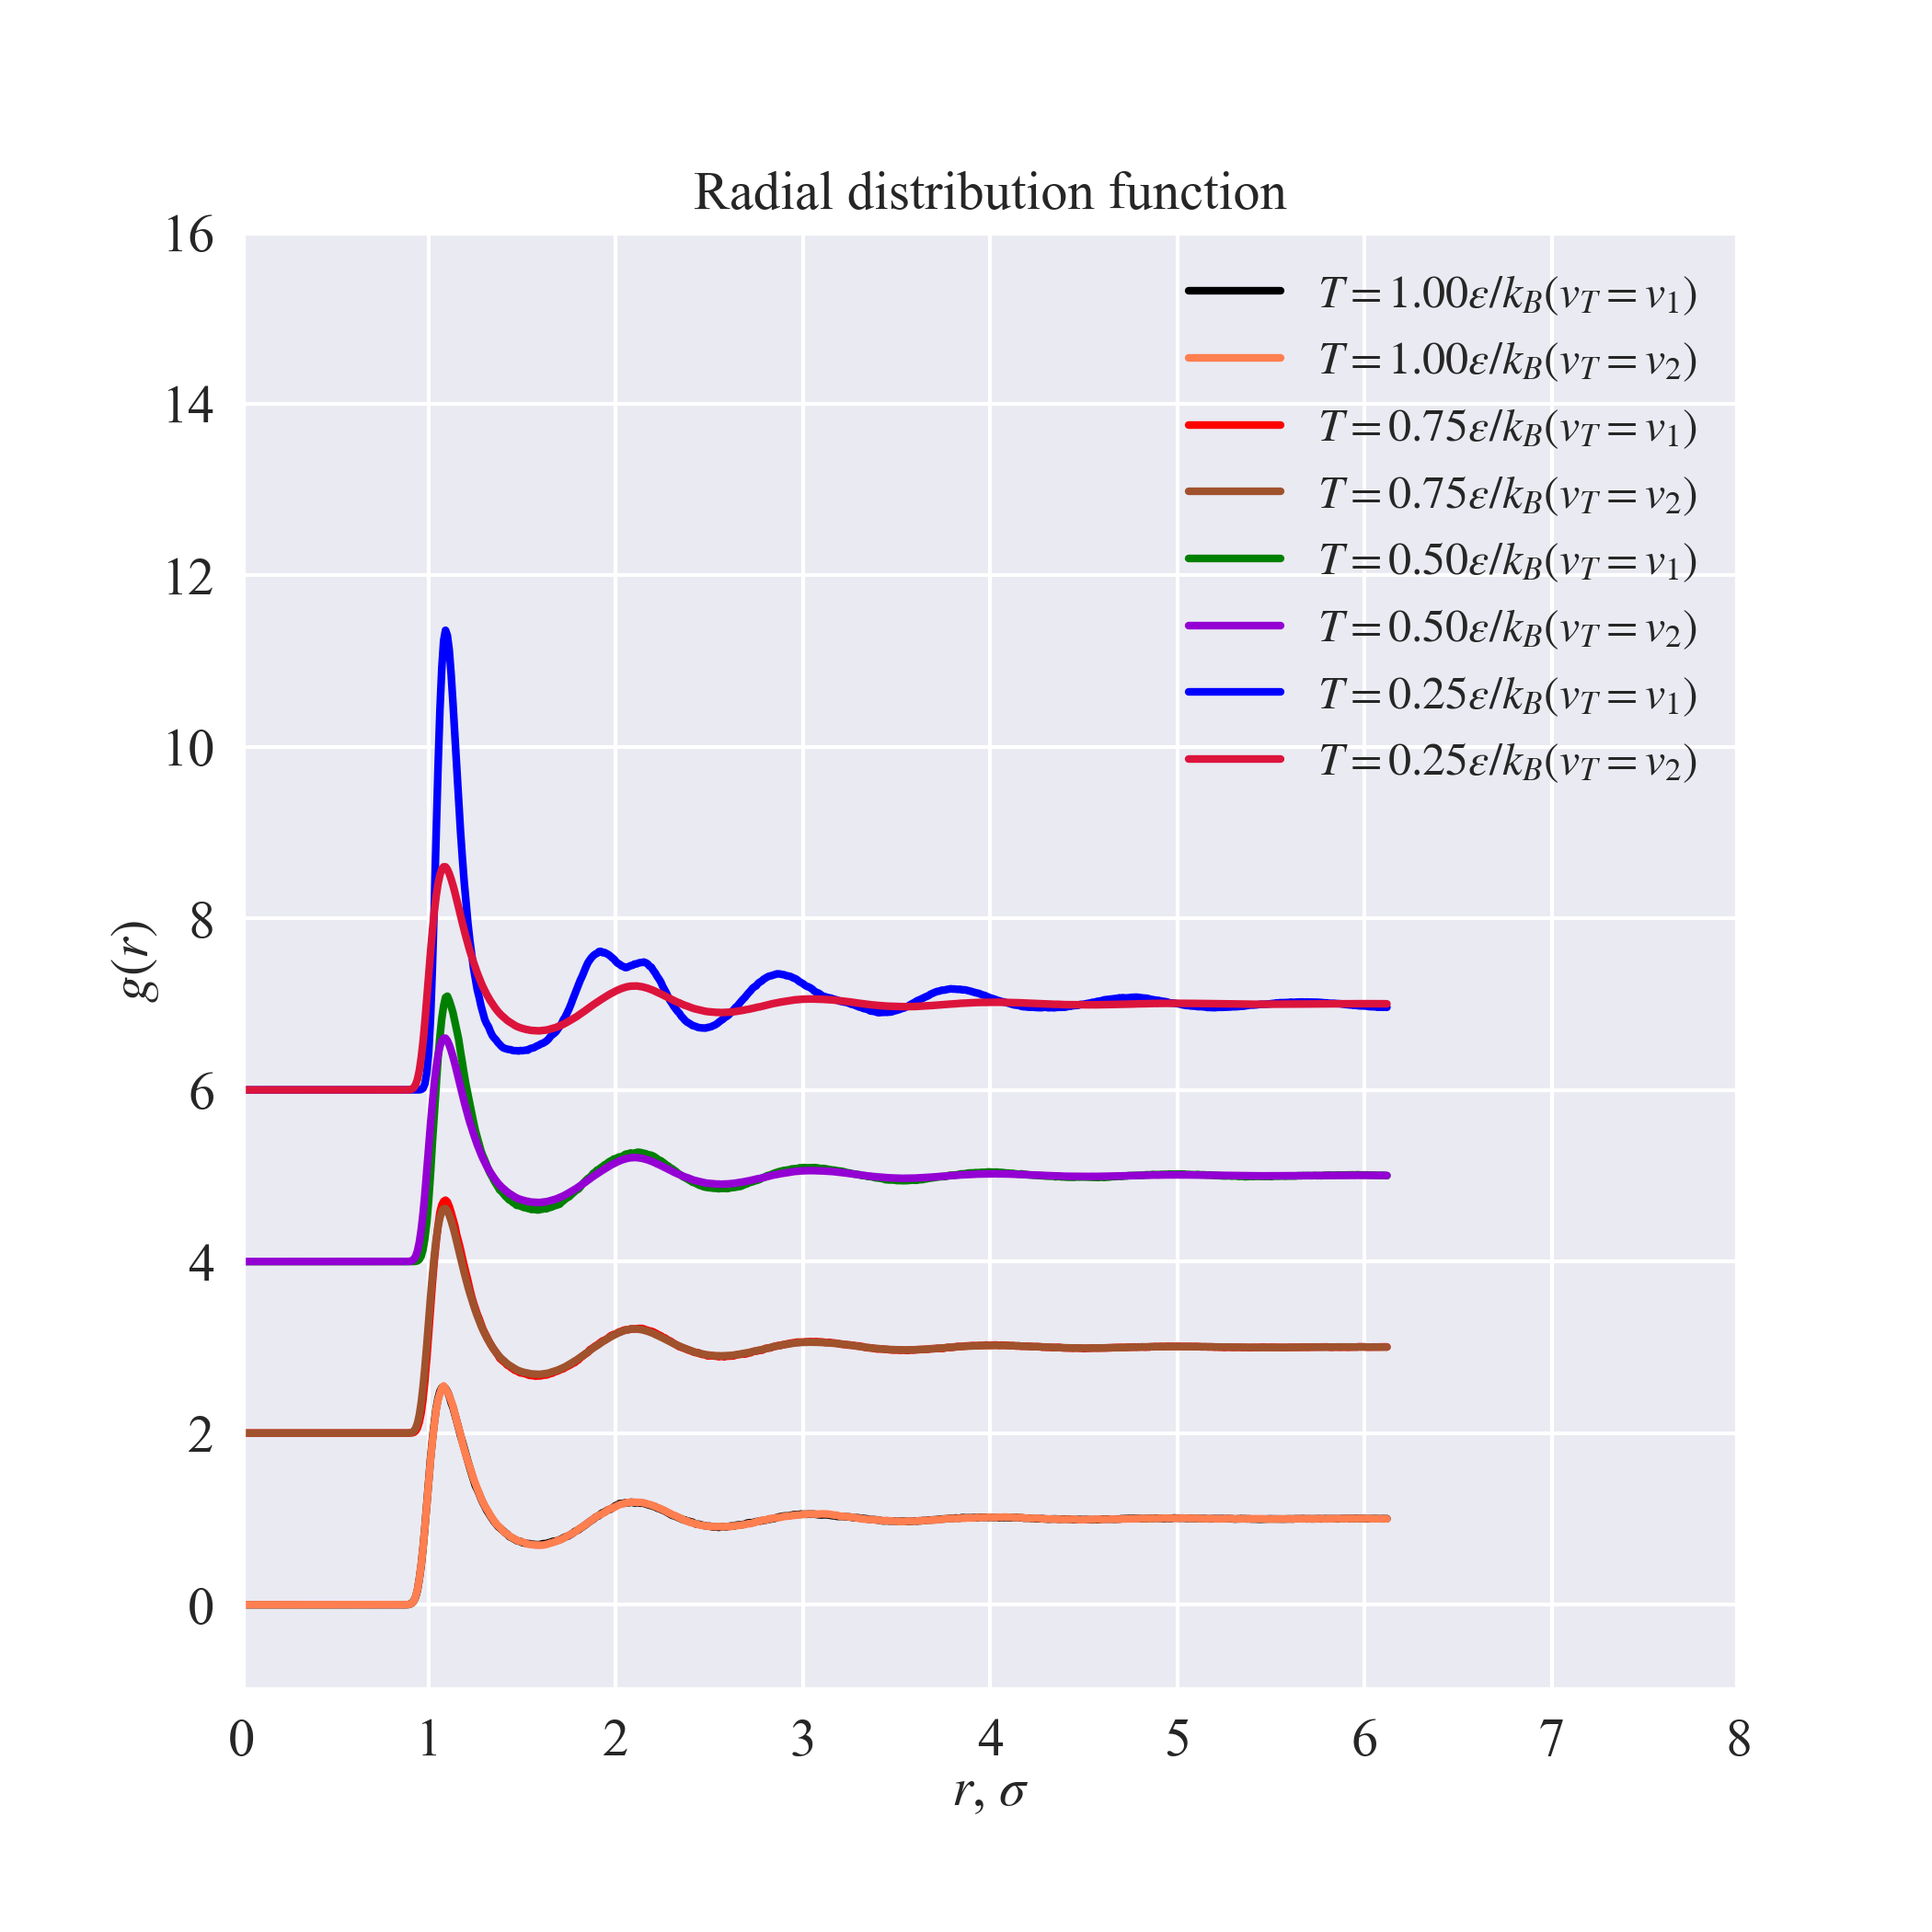 Radial distribution function
16
14
12
10
8
6
4
2
0
g(r)
T = 1.00ε/k_B(v_T = v_1)
T = 1.00ε/k_B(v_T = v_2)
T = 0.75ε/k_B(v_T = v_1)
T = 0.75ε/k_B(v_T = v_2)
T = 0.50ε/k_B(v_T = v_1)
T = 0.50ε/k_B(v_T = v_2)
T = 0.25ε/k_B(v_T = v_1)
T = 0.25ε/k_B(v_T = v_2)
0 1 2 3 4 5 6 7 8
r, σ